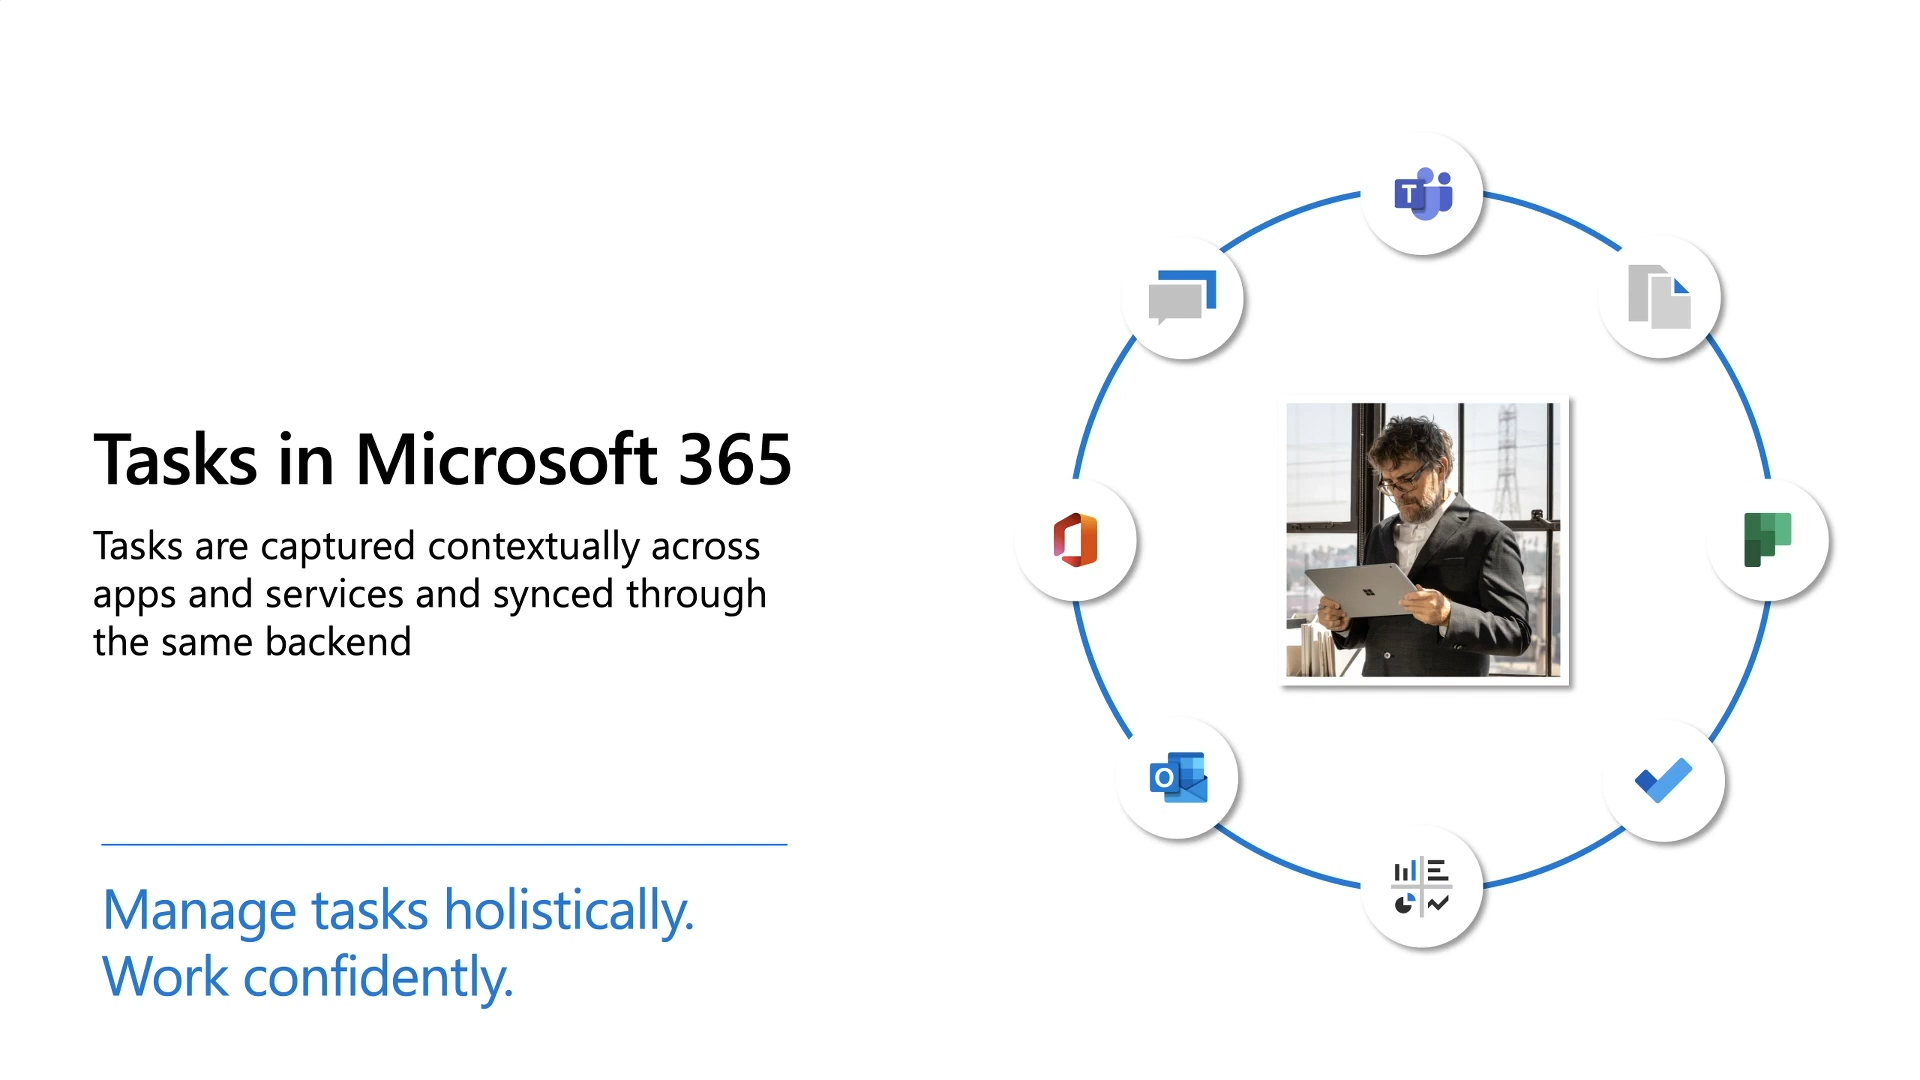 Tasks in Microsoft 365
Tasks are captured contextually across
apps and services and synced through
the same backend
Manage tasks holistically.
Work confidently.
T
O